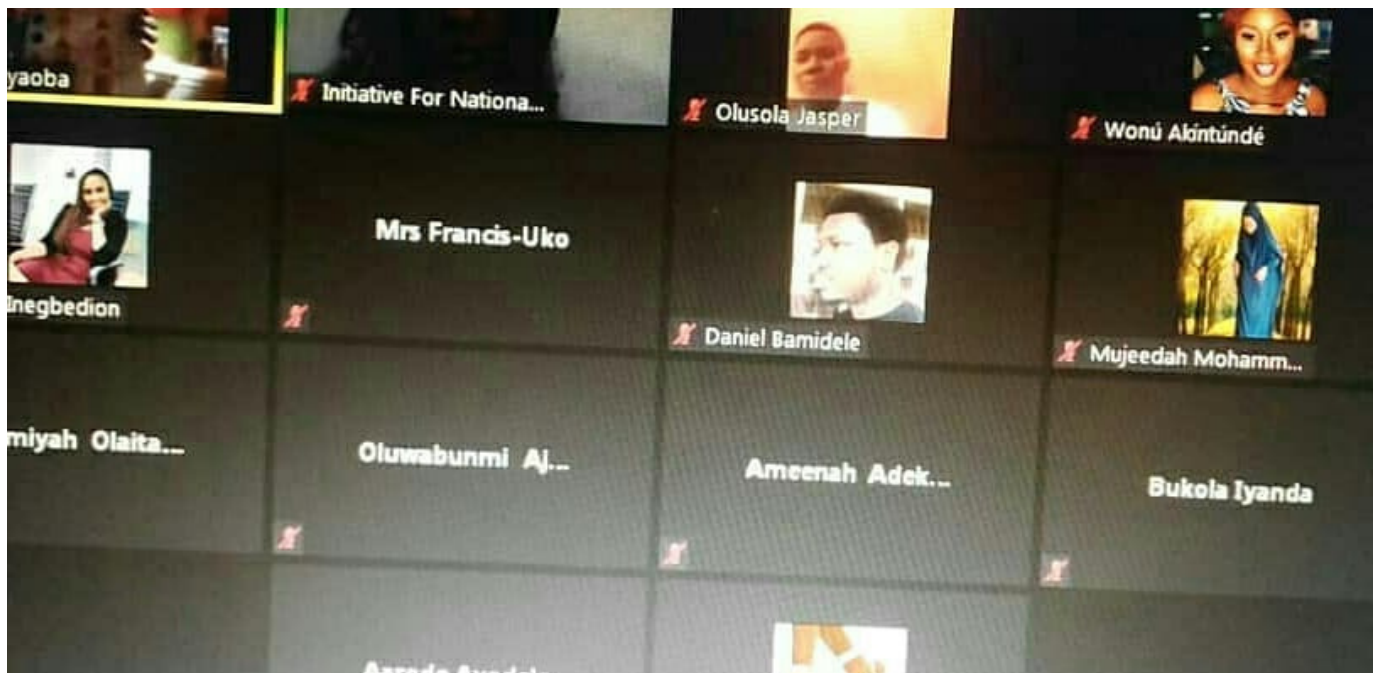 yaoba
Initiative For Nationa...
Olusola Jasper
Wonú Akíntúndé
Inegbedion
Mrs Francis-Uko
Daniel Bamidele
Mujeedah Mohamm...
miyah Olaita...
Oluwabunmi Aj...
Ameenah Adek...
Bukola Iyanda